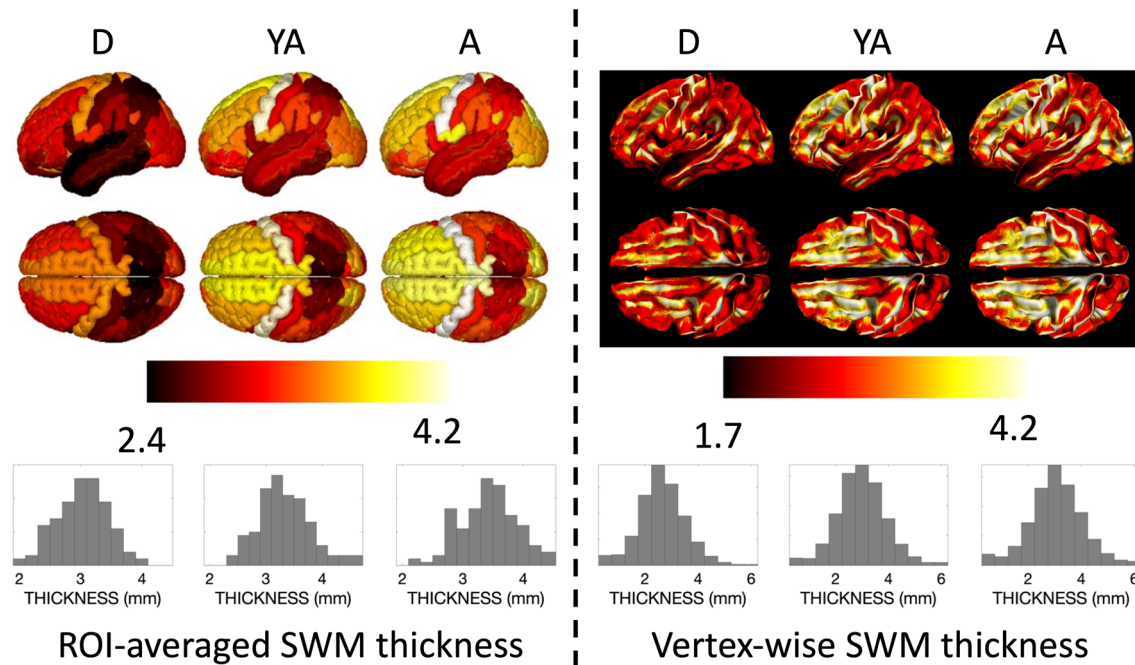 D YA A
2.4 4.2
2 3 4 2 3 4 2 3 4
THICKNESS (mm) THICKNESS (mm) THICKNESS (mm)
ROI-averaged SWM thickness
D YA A
1.7 4.2
2 4 6 2 4 6 2 4 6
THICKNESS (mm) THICKNESS (mm) THICKNESS (mm)
Vertex-wise SWM thickness